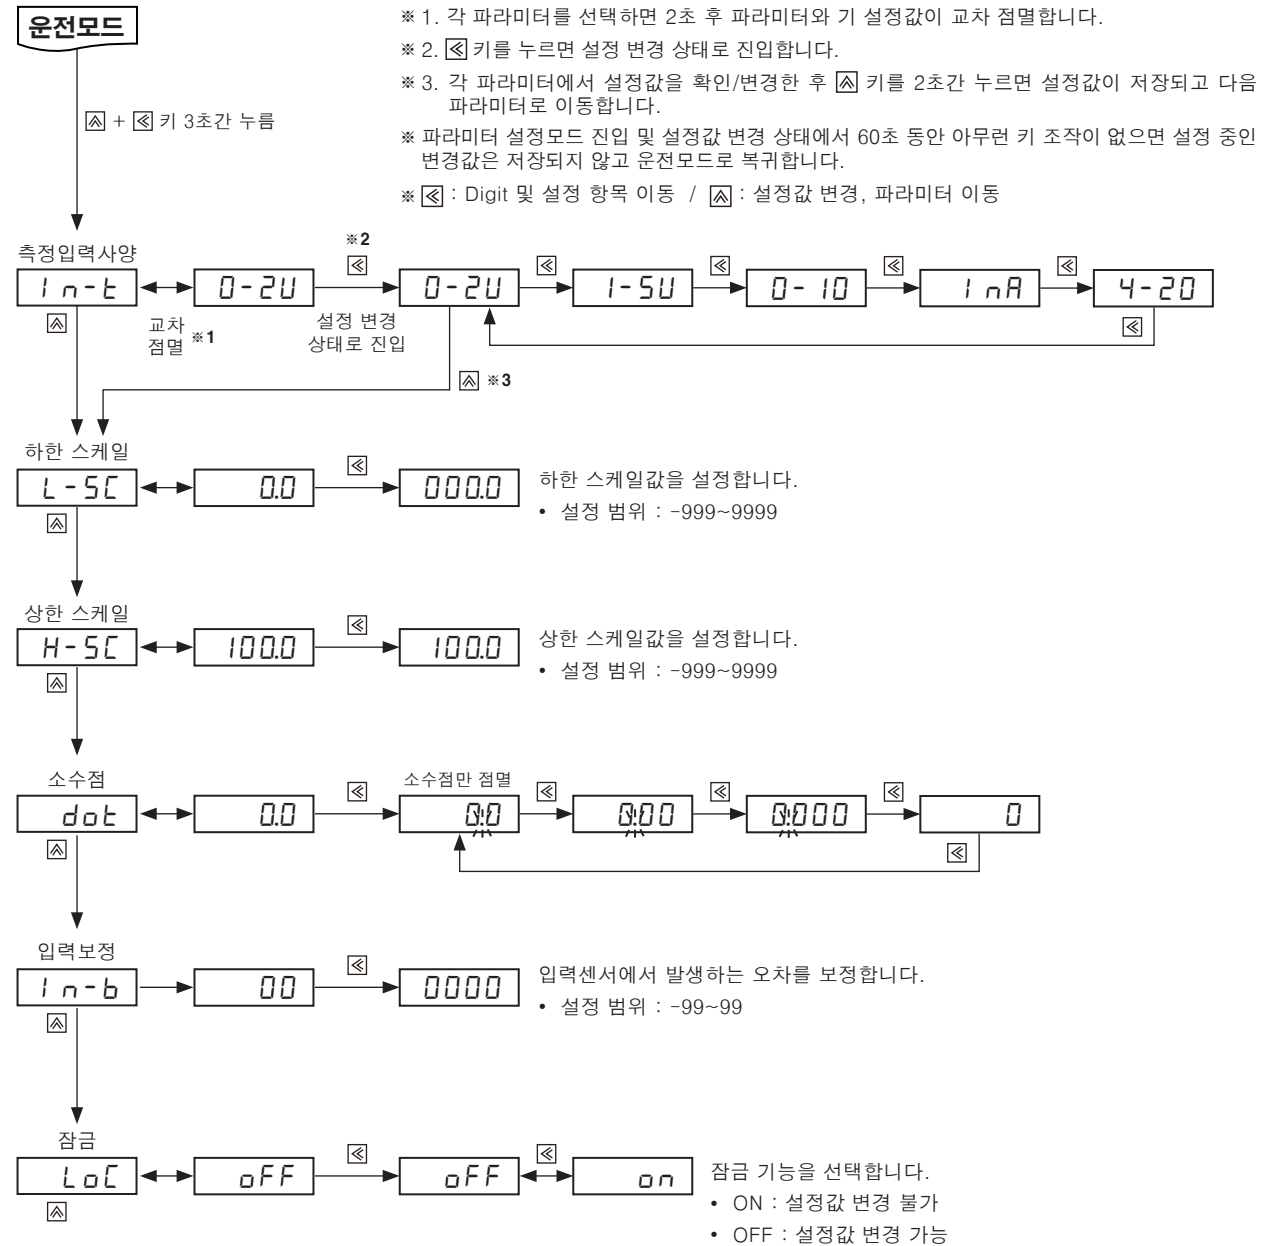 운전모드
※ 1. 각 파라미터를 선택하면 2초 후 파라미터와 기 설정값이 교차 점멸합니다.
※ 2. 키를 누르면 설정 변경 상태로 진입합니다.
※ 3. 각 파라미터에서 설정값을 확인/변경한 후 키를 2초간 누르면 설정값이 저장되고 다음
파라미터로 이동합니다.
※ 파라미터 설정모드 진입 및 설정값 변경 상태에서 60초 동안 아무런 키 조작이 없으면 설정 중인
변경값은 저장되지 않고 운전모드로 복귀합니다.
※ : Digit 및 설정 항목 이동 / : 설정값 변경, 파라미터 이동
+ 키 3초간 누름
측정입력사양
※2
In-t 0-2V 0-2V 1-5V 0-10 1nA 4-20
교차
점멸 ※1
설정 변경
상태로 진입
※3
하한 스케일
L-SC 0.0 000.0
하한 스케일값을 설정합니다.
• 설정 범위 : -999~9999
상한 스케일
H-SC 100.0 100.0
상한 스케일값을 설정합니다.
• 설정 범위 : -999~9999
소수점
소수점만 점멸
dot 0.0 0.0 0.00 0.000 0
입력보정
In-b 00 0000
입력센서에서 발생하는 오차를 보정합니다.
• 설정 범위 : -99~99
잠금
LoC oFF oFF on
잠금 기능을 선택합니다.
• ON : 설정값 변경 불가
• OFF : 설정값 변경 가능